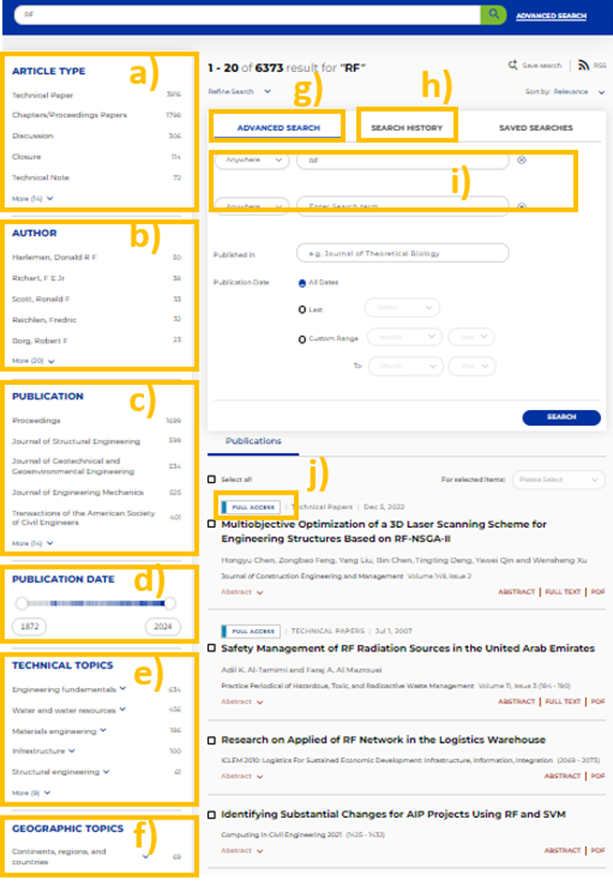 RF
ADVANCED SEARCH
ARTICLE TYPE
a)
Technical Paper 3916
Chapters/Proceedings Papers 1798
Discussion 306
Closure 114
Technical Note 72
More (14)
AUTHOR
b)
Harleman, Donald R F 50
Richart, F E Jr 38
Scott, Ronald F 33
Raichlen, Fredric 32
Borg, Robert F 23
More (20)
PUBLICATION
c)
Proceedings 1699
Journal of Structural Engineering 599
Journal of Geotechnical and
Geoenvironmental Engineering 534
Journal of Engineering Mechanics 525
Transactions of the American Society
of Civil Engineers 401
More (14)
PUBLICATION DATE
d)
1872 2024
TECHNICAL TOPICS
e)
Engineering fundamentals 634
Water and water resources 456
Materials engineering 186
Infrastructure 100
Structural engineering 61
More (9)
GEOGRAPHIC TOPICS
f)
Continents, regions, and
countries 69
1 - 20 of 6373 result for "RF"
Save search RSS
Refine Search
Sort by: Relevance
g)
h)
ADVANCED SEARCH SEARCH HISTORY SAVED SEARCHES
Anywhere RF
i)
Anywhere Enter Search term
Published in e.g. Journal of Theoretical Biology
Publication Date All Dates
Last Select
Custom Range Month Year
To Month Year
SEARCH
Publications
j)
Select all For selected items: Please Select
FULL ACCESS | Technical Papers | Dec 5, 2022
Multiobjective Optimization of a 3D Laser Scanning Scheme for
Engineering Structures Based on RF-NSGA-II
Hongyu Chen, Zongbao Feng, Yang Liu, Bin Chen, Tingting Deng, Yawei Qin and Wensheng Xu
Journal of Construction Engineering and Management Volume 149, Issue 2
Abstract ABSTRACT | FULL TEXT | PDF
FULL ACCESS | TECHNICAL PAPERS | Jul 1, 2007
Safety Management of RF Radiation Sources in the United Arab Emirates
Adil K. Al-Tamimi and Faraj A. Al Mazrouei
Practice Periodical of Hazardous, Toxic, and Radioactive Waste Management Volume 11, Issue 3 (184 - 190)
Abstract ABSTRACT | FULL TEXT | PDF
Research on Applied of RF Network in the Logistics Warehouse
ICLEM 2010: Logistics For Sustained Economic Development: Infrastructure, Information, Integration (2069 - 2073)
Abstract ABSTRACT | PDF
Identifying Substantial Changes for AIP Projects Using RF and SVM
Computing in Civil Engineering 2021 (1425 - 1432)
Abstract ABSTRACT | PDF